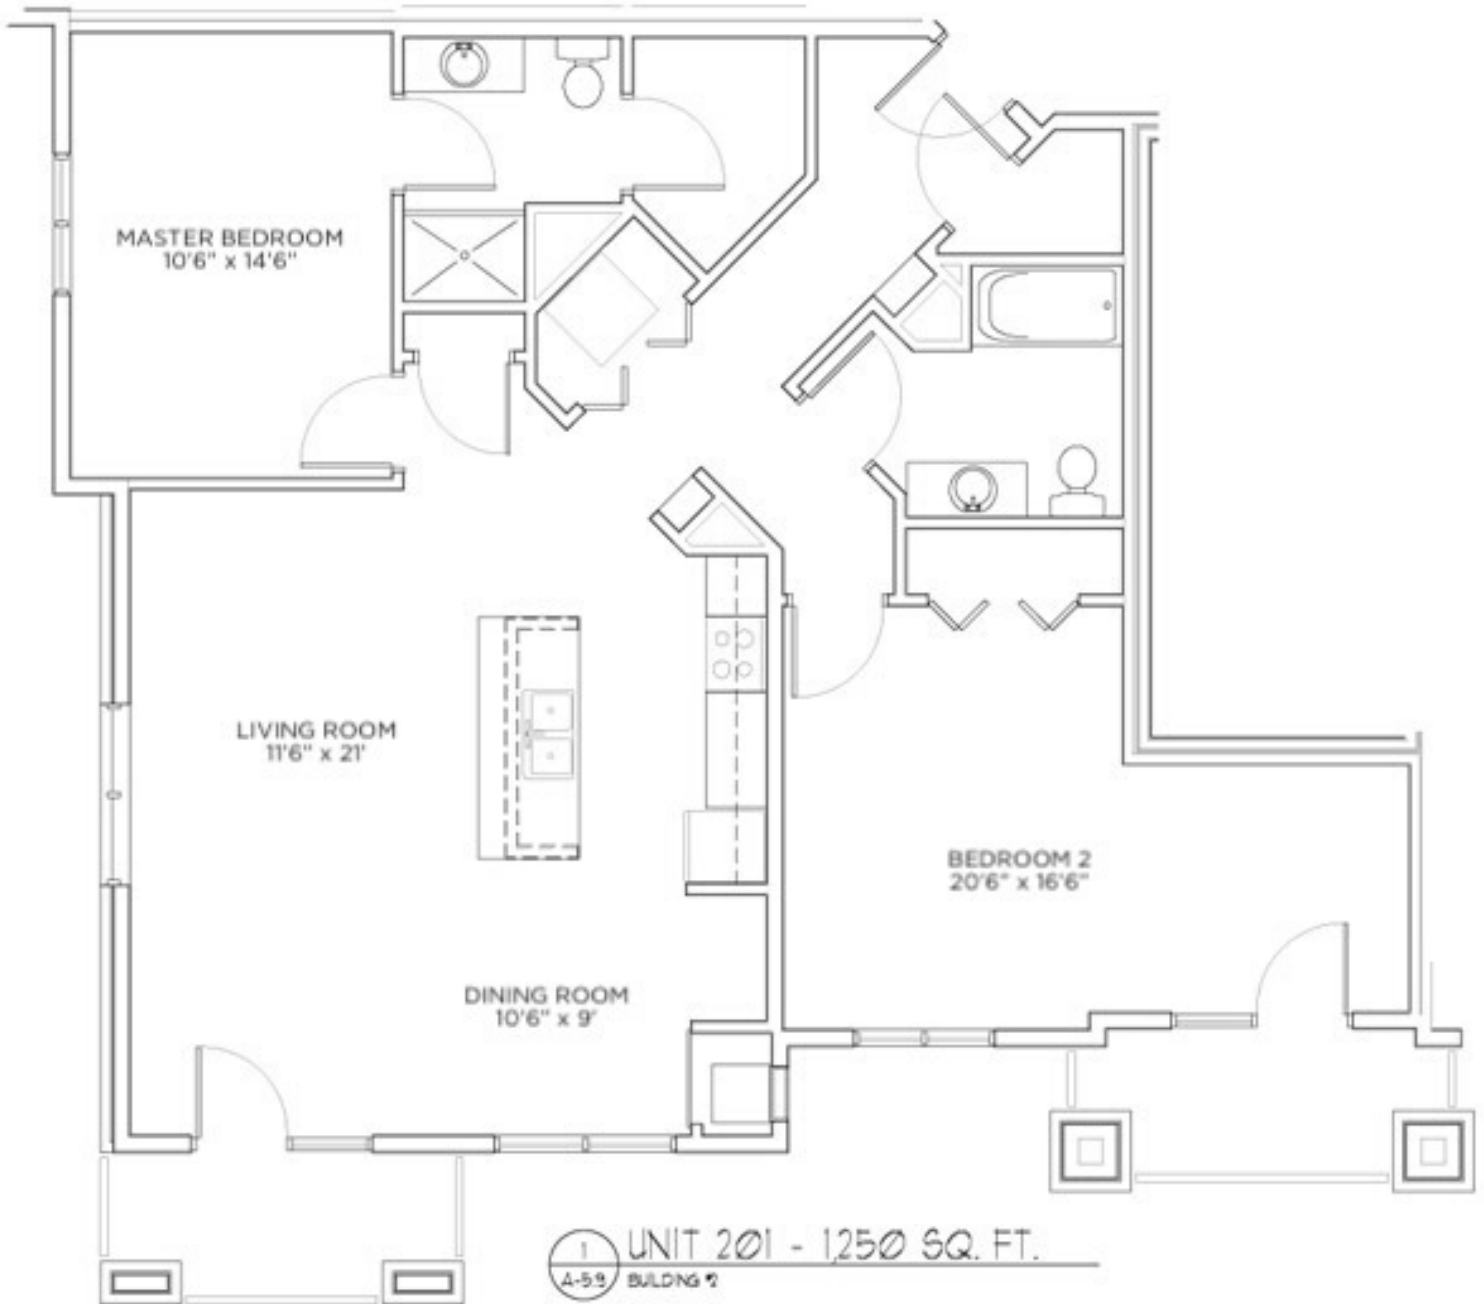 MASTER BEDROOM
10'6" x 14'6"
LIVING ROOM
11'6" x 21'
BEDROOM 2
20'6" x 16'6"
DINING ROOM
10'6" x 9'
1
A-5.9
UNIT 201 - 1,250 SQ. FT.
BUILDING #2